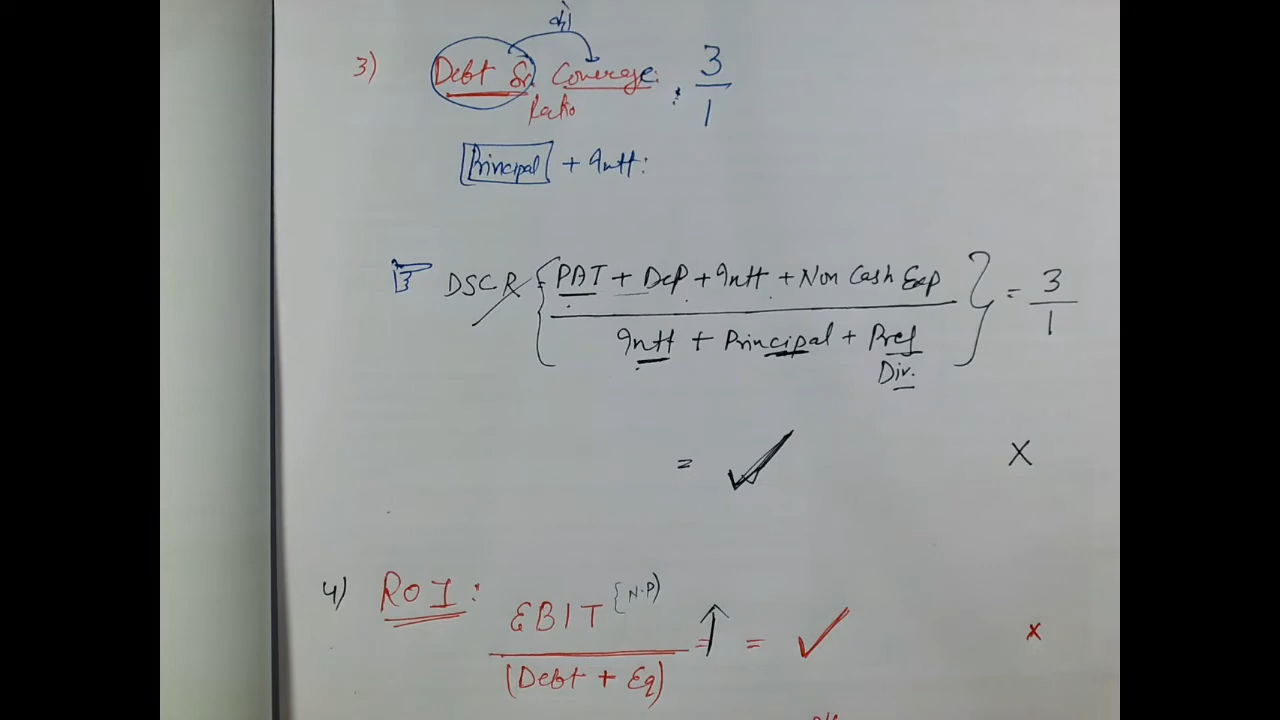 3) Debt Sr. Coverage: 3/1
Ratio
Principal + Intt:
DSCR = {PAT + Dep + Intt + Non Cash Exp
Intt + Principal + Pref Div.} = 3/1
= ✓ ×
4) ROI: EBIT {N.P}
(Debt + Eq) = ↑ = ✓ ×